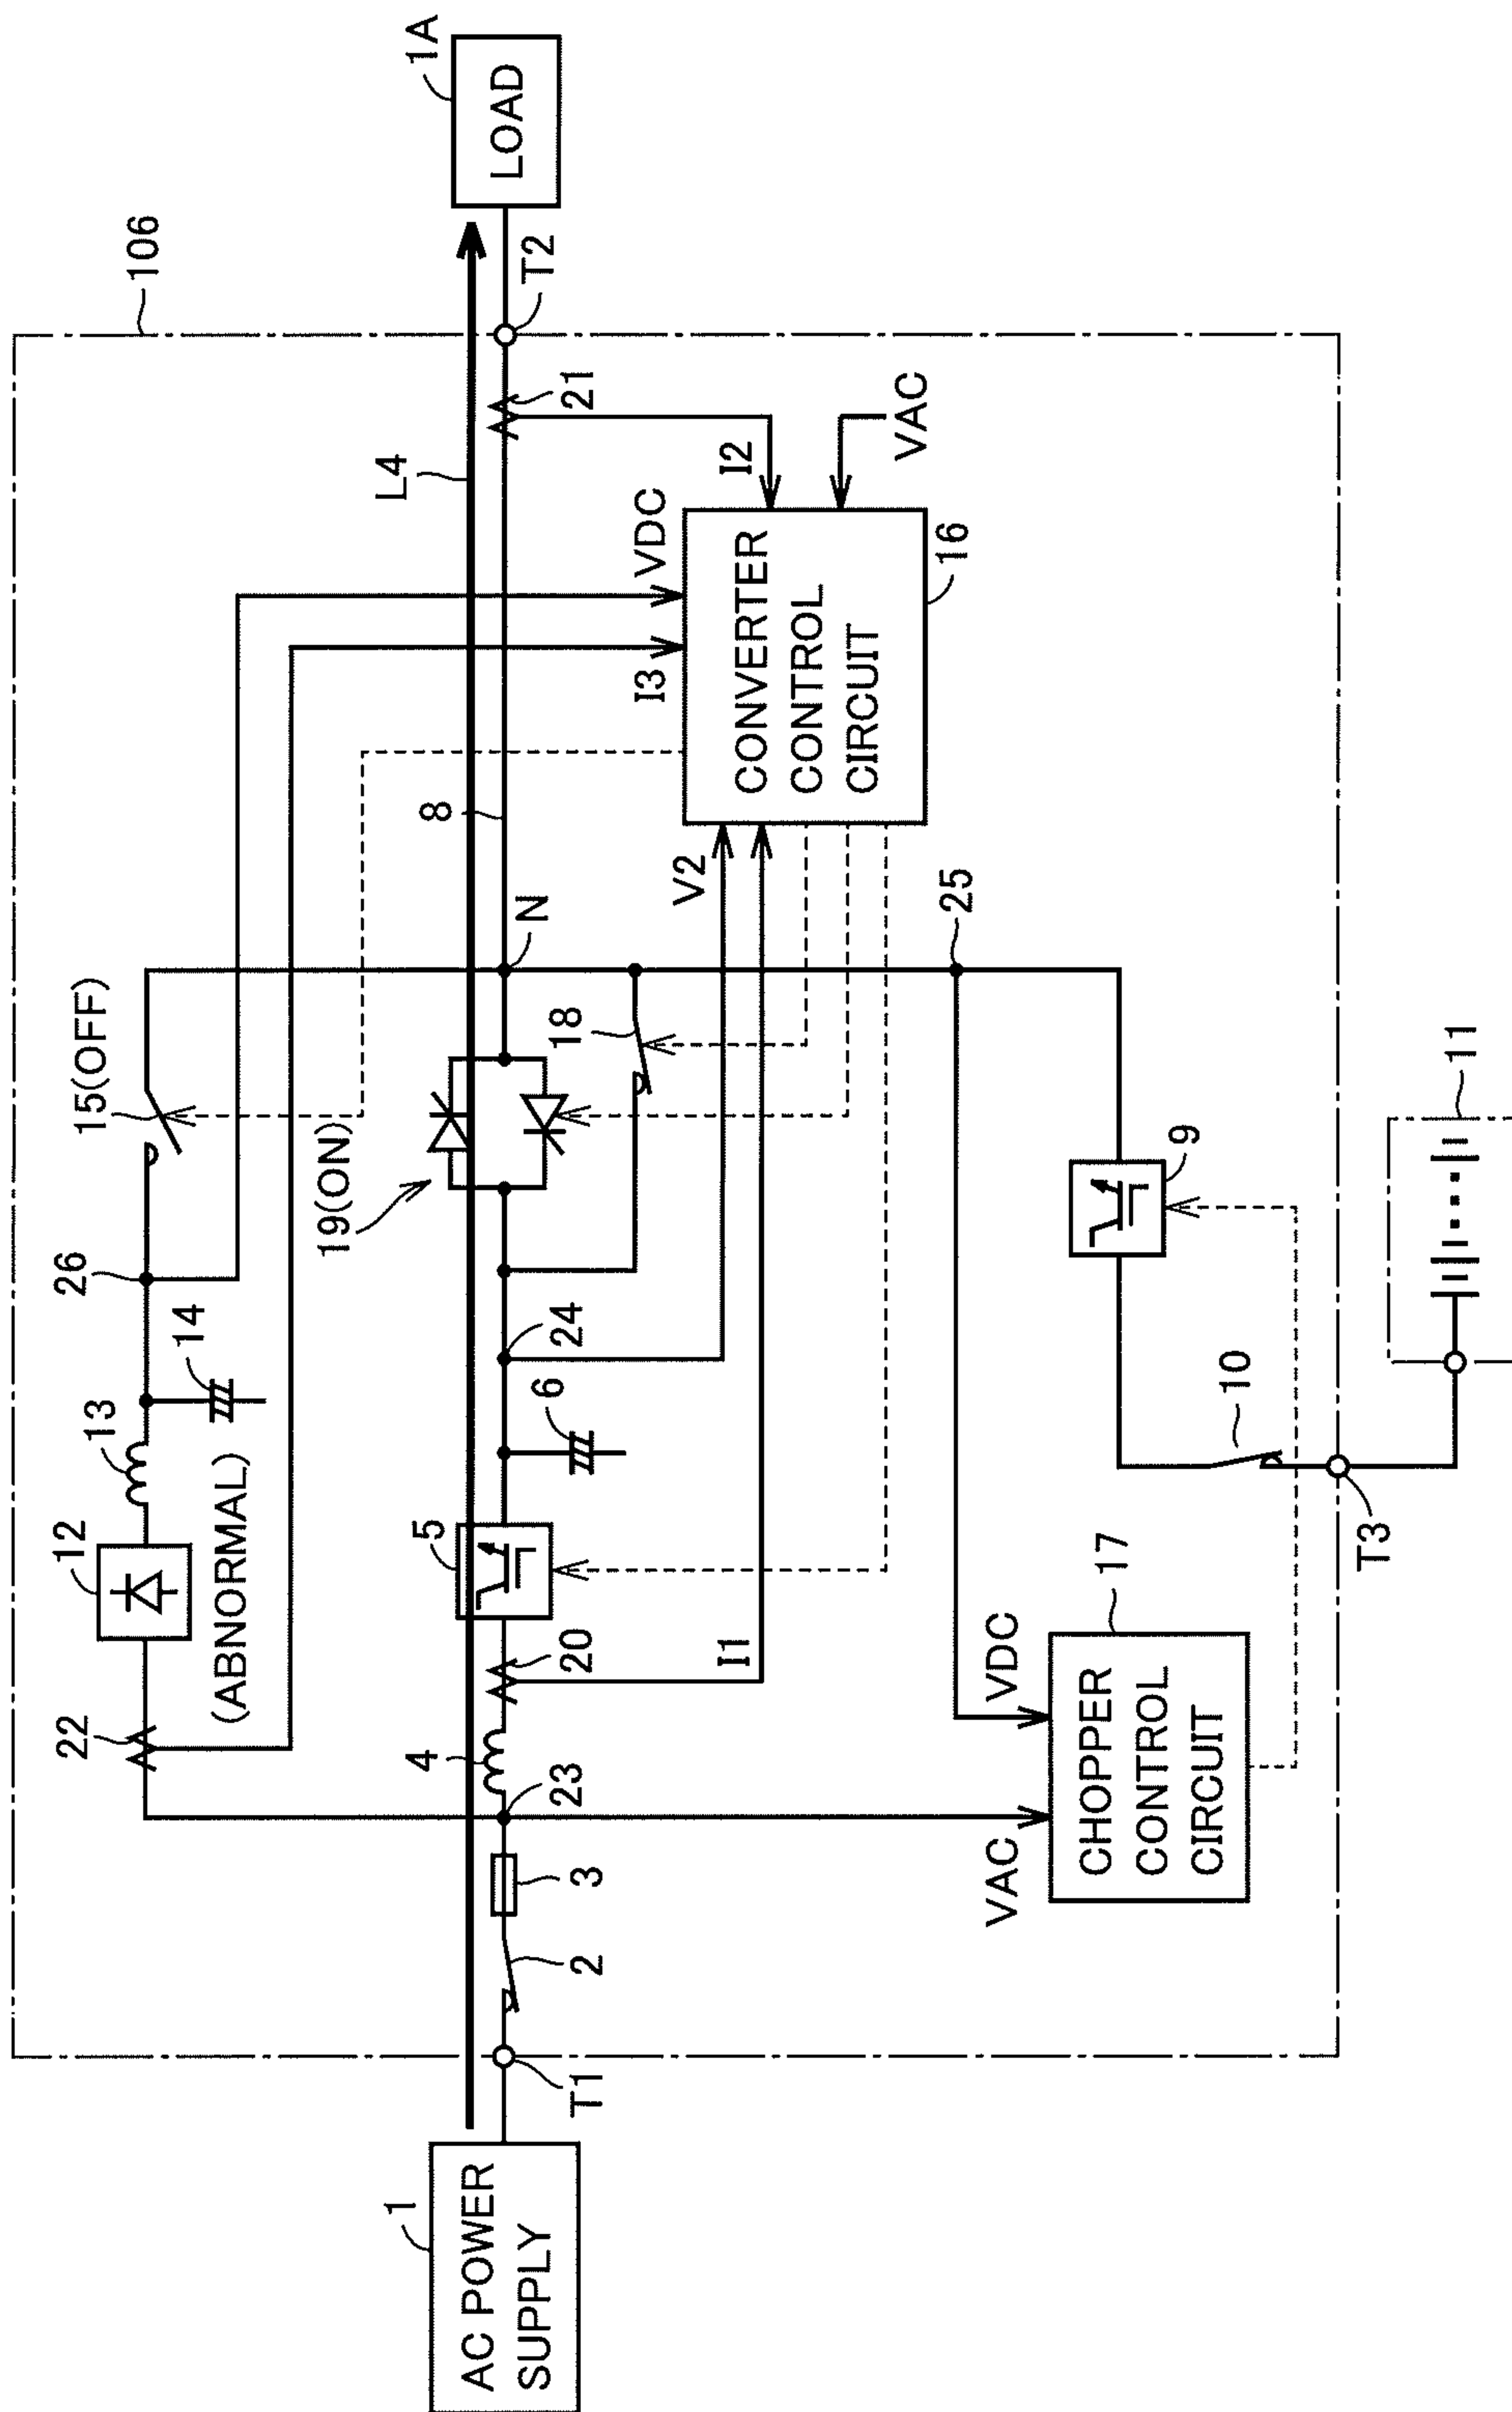 106
15(OFF)
26
12
13
14
22
(ABNORMAL)
L4
8
19(ON)
N
1A
LOAD
T2
21
I2
VDC
I3
VAC
1
AC POWER
SUPPLY
T1
2
3
23
4
20
5
6
24
18
I1
V2
CONVERTER
CONTROL
CIRCUIT
16
25
VAC
VDC
CHOPPER
CONTROL
CIRCUIT
17
9
10
T3
11